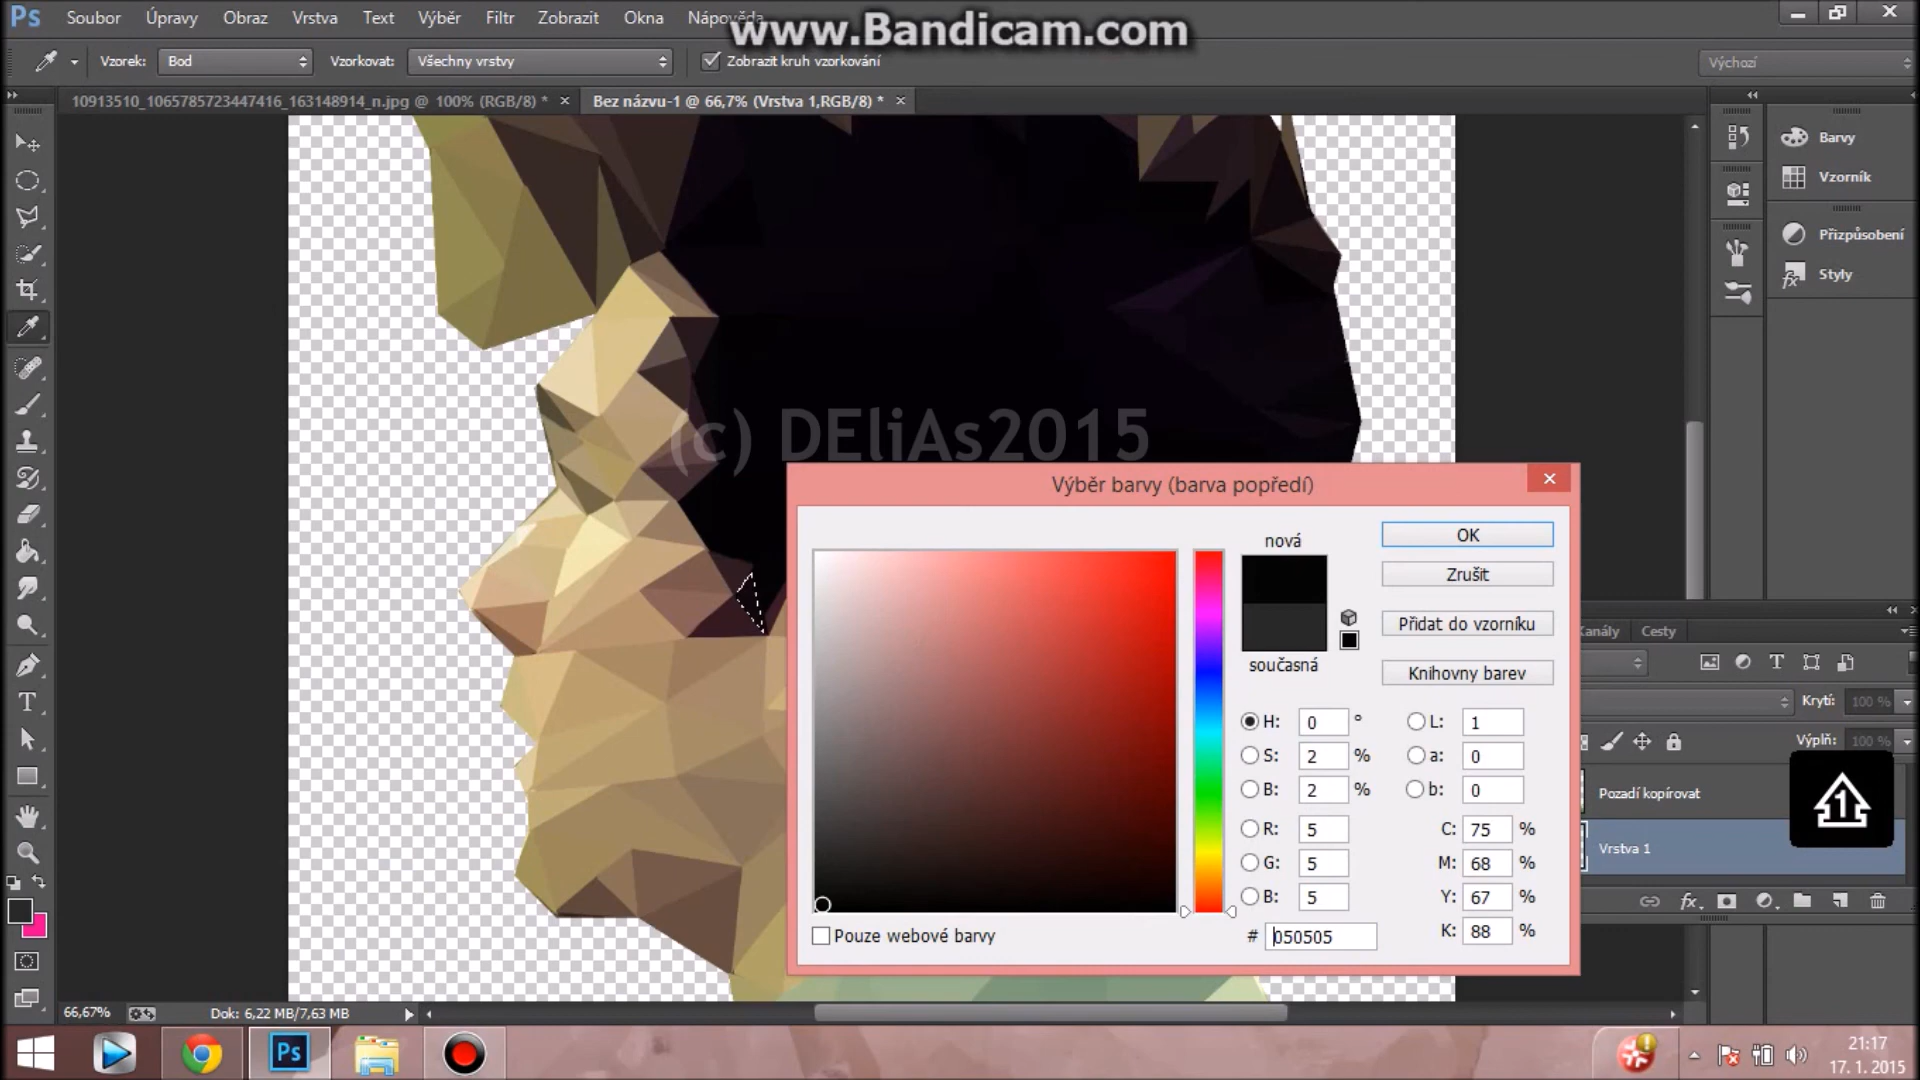 Ps Soubor Úpravy Obraz Vrstva Text Výběr Filtr Zobrazit Okna Nápověda
www.Bandicam.com
Vzorek: Bod Vzorkovat: Všechny vrstvy Zobrazit kruh vzorkování Výchozí
10913510_1065785723447416_163148914_n.jpg @ 100% (RGB/8) * × Bez názvu-1 @ 66,7% (Vrstva 1,RGB/8) * ×
Barvy
Vzorník
Přizpůsobení
Styly
(c) DEliAs2015
Výběr barvy (barva popředí)
nová
současná
OK
Zrušit
Přidat do vzorníku
Knihovny barev
H: 0 ° L: 1
S: 2 % a: 0
B: 2 % b: 0
R: 5 C: 75 %
G: 5 M: 68 %
B: 5 Y: 67 %
# 050505 K: 88 %
Pouze webové barvy
Kanály Cesty
Krytí: 100 %
Výplň: 100 %
Pozadí kopírovat
Vrstva 1
1
66,67% Dok: 6,22 MB/7,63 MB
Ps
21:17
17. 1. 2015